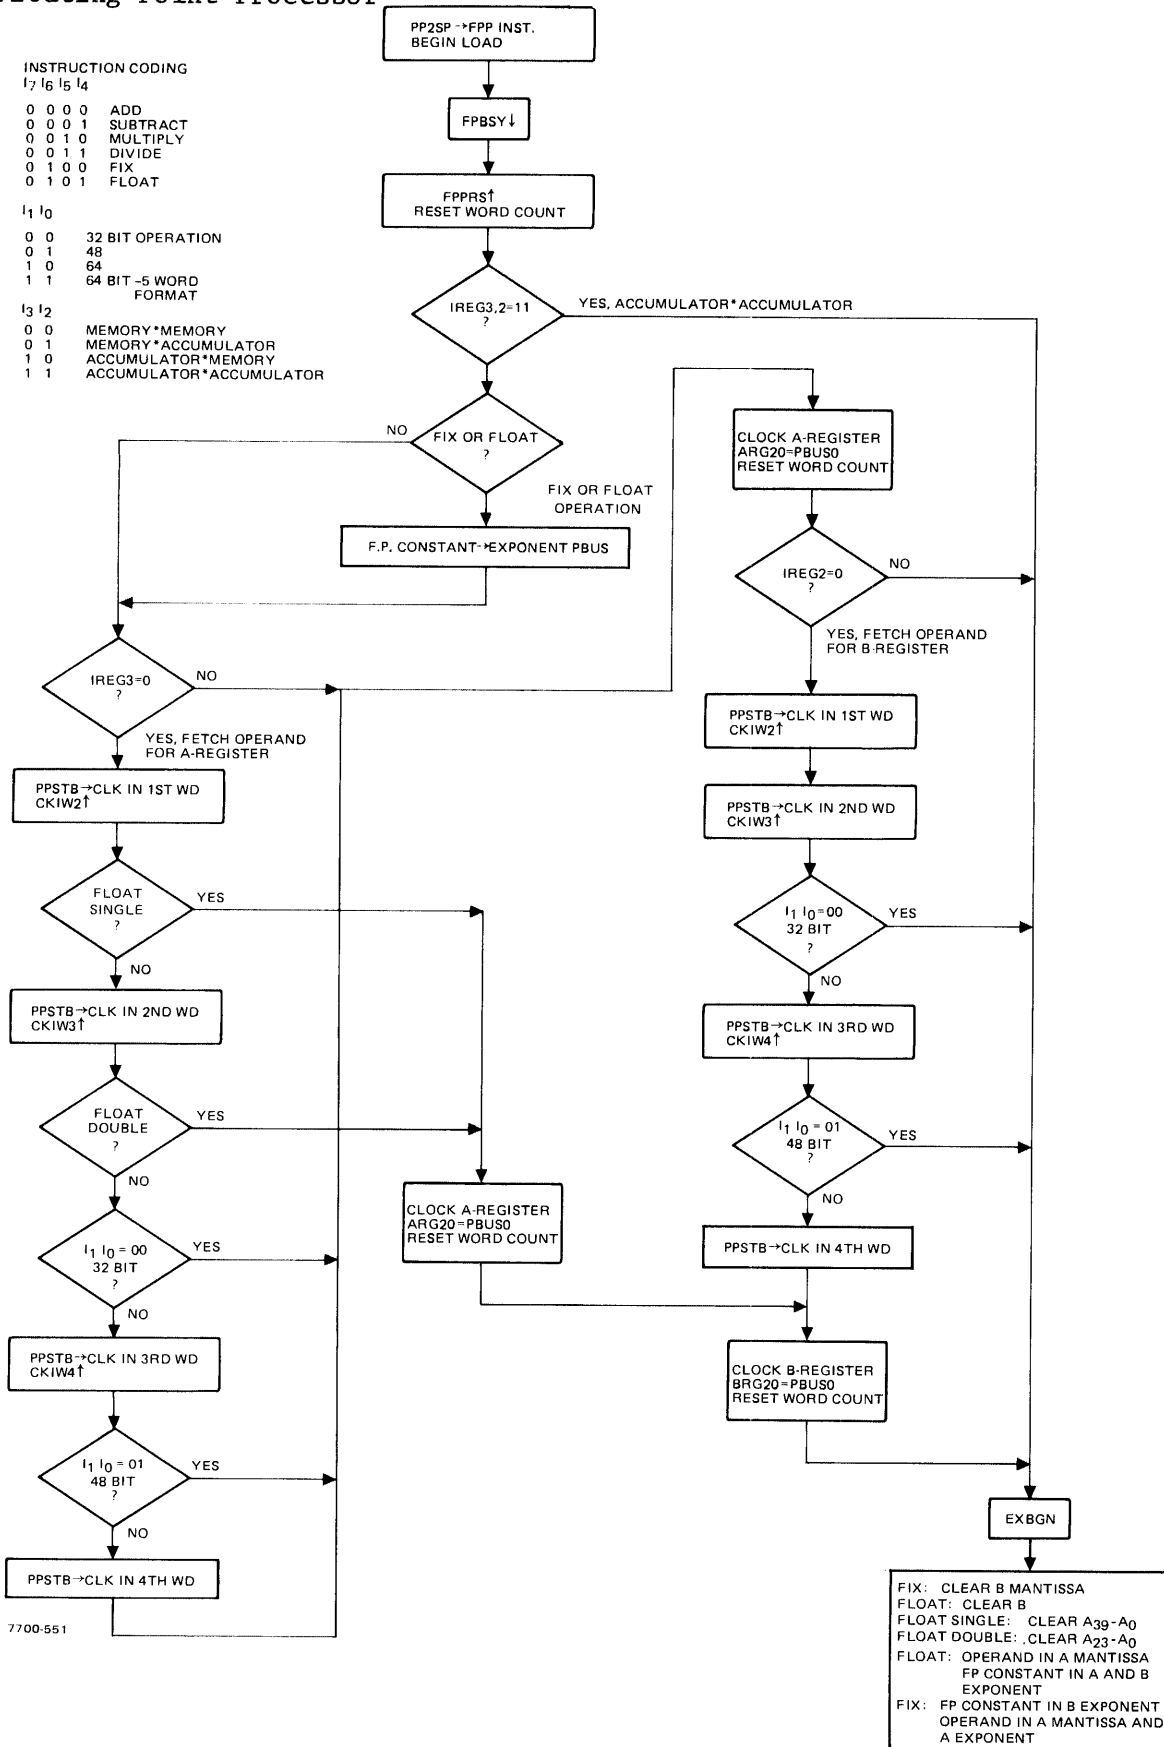 Floating Point Processor
PP2SP→FPP INST.
BEGIN LOAD
INSTRUCTION CODING
I7 I6 I5 I4
0 0 0 0 ADD
0 0 0 1 SUBTRACT
0 0 1 0 MULTIPLY
0 0 1 1 DIVIDE
0 1 0 0 FIX
0 1 0 1 FLOAT
I1 I0
0 0 32 BIT OPERATION
0 1 48
1 0 64
1 1 64 BIT -5 WORD
FORMAT
I3 I2
0 0 MEMORY*MEMORY
0 1 MEMORY*ACCUMULATOR
1 0 ACCUMULATOR*MEMORY
1 1 ACCUMULATOR*ACCUMULATOR
FPBSY↓
FPPRS↑
RESET WORD COUNT
IREG3,2=11
?
YES, ACCUMULATOR*ACCUMULATOR
FIX OR FLOAT
?
NO
FIX OR FLOAT
OPERATION
F.P. CONSTANT→EXPONENT PBUS
IREG3=0
?
NO
YES, FETCH OPERAND
FOR A-REGISTER
PPSTB→CLK IN 1ST WD
CKIW2↑
FLOAT
SINGLE
?
YES
NO
PPSTB→CLK IN 2ND WD
CKIW3↑
FLOAT
DOUBLE
?
YES
NO
I1 I0 = 00
32 BIT
?
YES
NO
PPSTB→CLK IN 3RD WD
CKIW4↑
I1 I0 = 01
48 BIT
?
YES
NO
PPSTB→CLK IN 4TH WD
7700-551
CLOCK A-REGISTER
ARG20=PBUS0
RESET WORD COUNT
CLOCK A-REGISTER
ARG20=PBUS0
RESET WORD COUNT
IREG2=0
?
NO
YES, FETCH OPERAND
FOR B-REGISTER
PPSTB→CLK IN 1ST WD
CKIW2↑
PPSTB→CLK IN 2ND WD
CKIW3↑
I1 I0=00
32 BIT
?
YES
NO
PPSTB→CLK IN 3RD WD
CKIW4↑
I1 I0 = 01
48 BIT
?
YES
NO
PPSTB→CLK IN 4TH WD
CLOCK B-REGISTER
BRG20=PBUS0
RESET WORD COUNT
EXBGN
FIX: CLEAR B MANTISSA
FLOAT: CLEAR B
FLOAT SINGLE: CLEAR A39-A0
FLOAT DOUBLE: .CLEAR A23-A0
FLOAT: OPERAND IN A MANTISSA
FP CONSTANT IN A AND B
EXPONENT
FIX: FP CONSTANT IN B EXPONENT
OPERAND IN A MANTISSA AND
A EXPONENT